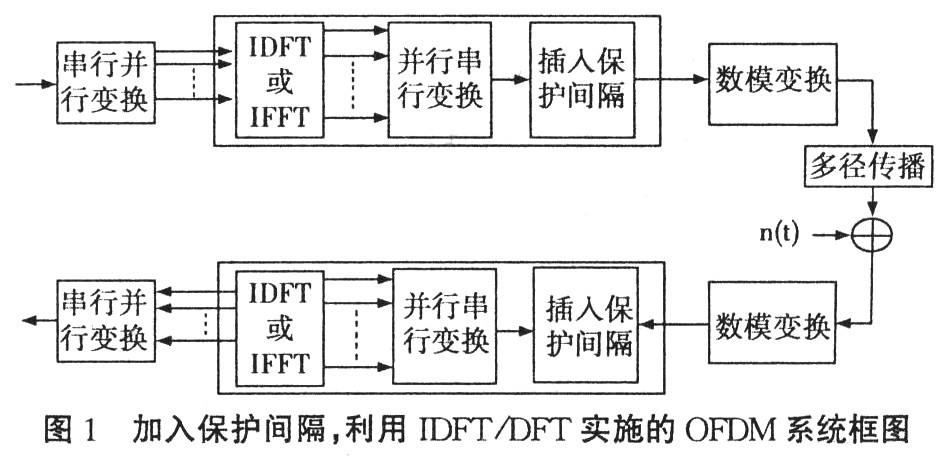 串行并
行变换
IDFT
或
IFFT
并行串
行变换
插入保
护间隔
数模变换
多径传播
n(t)
串行并
行变换
IDFT
或
IFFT
并行串
行变换
插入保
护间隔
数模变换
图 1 加入保护间隔,利用 IDFT/DFT 实施的 OFDM 系统框图